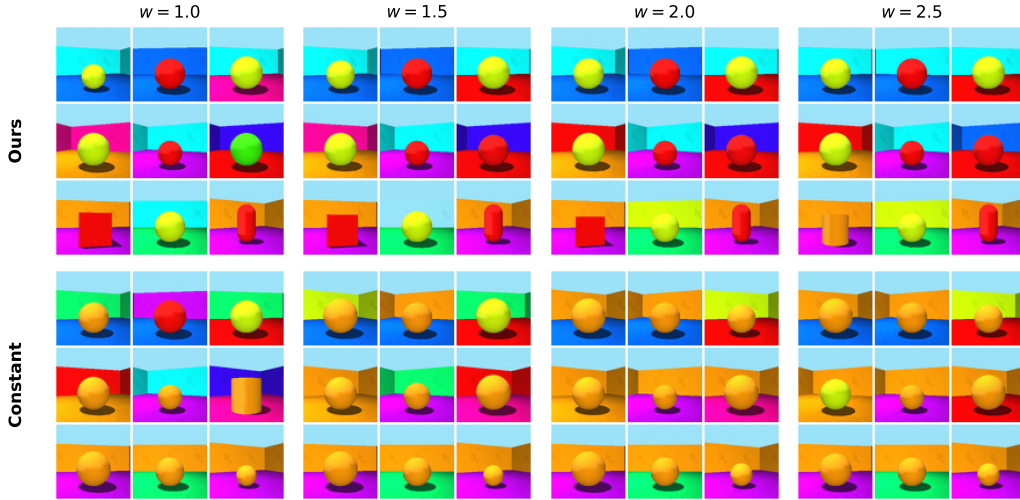 w = 1.0
w = 1.5
w = 2.0
w = 2.5
Ours
Constant